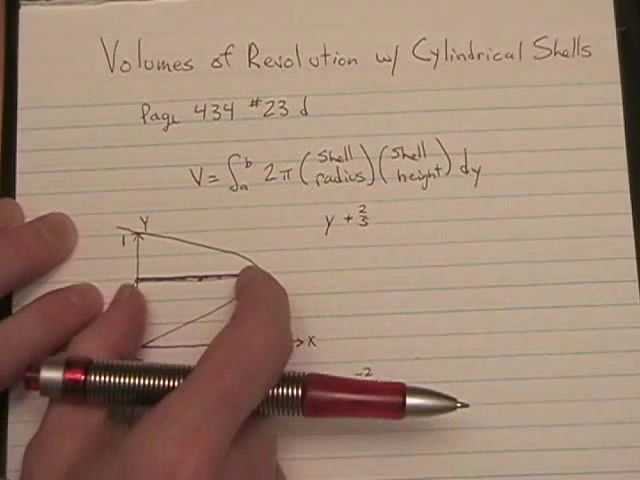 Volumes of Revolution w/ Cylindrical Shells
Page 434 #23 d
V = ∫ₐᵇ 2π (shell radius)(shell height) dy
y + 2/3
y
1
x
-2